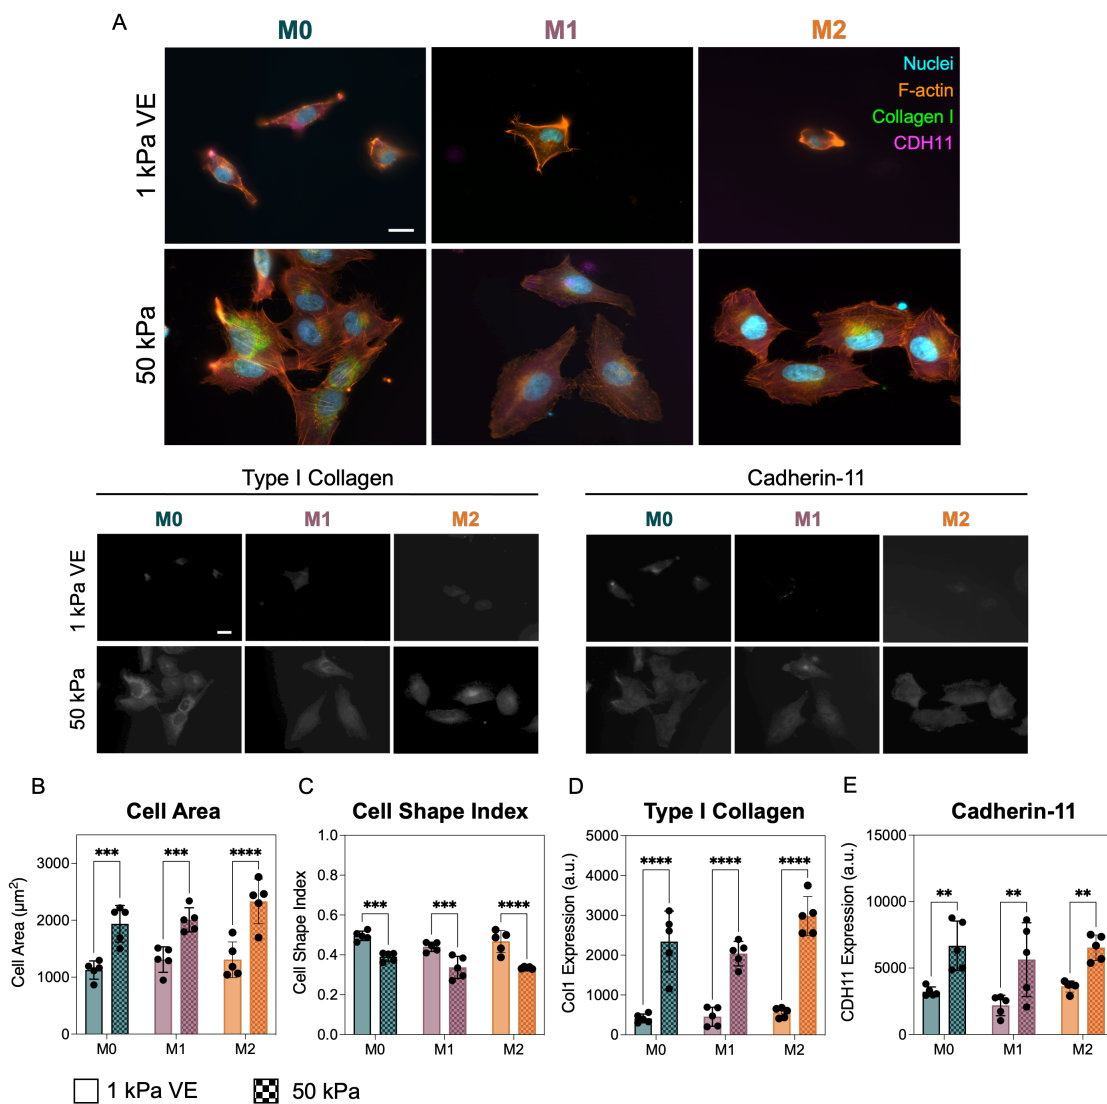 A
M0 M1 M2
1 kPa VE
Nuclei
F-actin
Collagen I
CDH11
50 kPa
Type I Collagen
Cadherin-11
M0 M1 M2
M0 M1 M2
1 kPa VE
50 kPa
B
Cell Area
Cell Area (µm²)
3000
2000
1000
0
*** *** ****
M0 M1 M2
C
Cell Shape Index
Cell Shape Index
1.0
0.8
0.6
0.4
0.2
0.0
*** *** ****
M0 M1 M2
D
Type I Collagen
Col1 Expression (a.u.)
5000
4000
3000
2000
1000
0
**** **** ****
M0 M1 M2
E
Cadherin-11
CDH11 Expression (a.u.)
15000
10000
5000
0
** ** **
M0 M1 M2
1 kPa VE
50 kPa